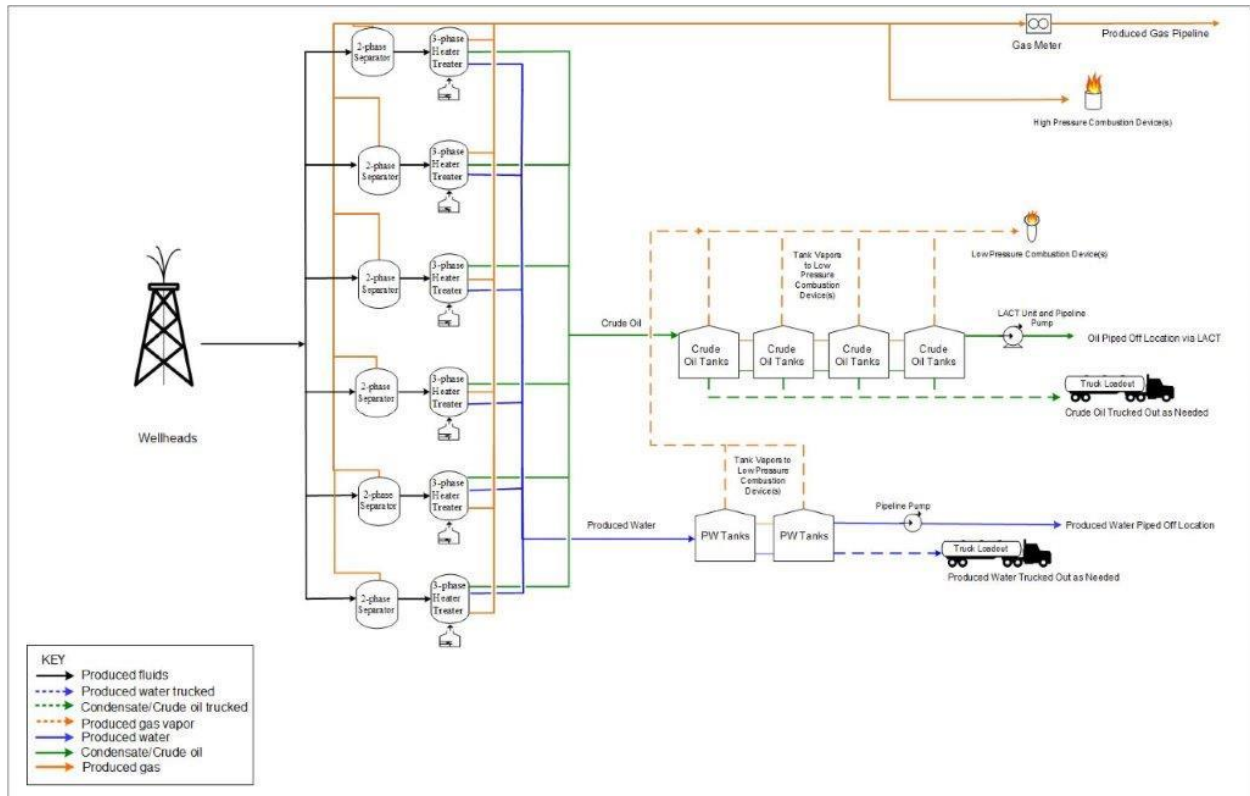 2-phase
Separator
3-phase
Heater
Treater
2-phase
Separator
3-phase
Heater
Treater
2-phase
Separator
3-phase
Heater
Treater
2-phase
Separator
3-phase
Heater
Treater
2-phase
Separator
3-phase
Heater
Treater
2-phase
Separator
3-phase
Heater
Treater
Wellheads
Gas Meter
Produced Gas Pipeline
High Pressure Combustion Device(s)
Low Pressure Combustion Device(s)
Tank Vapors
to Low
Pressure
Combustion
Device(s)
Crude Oil
Crude
Oil Tanks
Crude
Oil Tanks
Crude
Oil Tanks
Crude
Oil Tanks
LACT Unit and Pipeline
Pump
Oil Piped Off Location via LACT
Truck Loadout
Crude Oil Trucked Out as Needed
Tank Vapors to
Low Pressure
Combustion
Device(s)
Produced Water
PW Tanks
PW Tanks
Pipeline Pump
Produced Water Piped Off Location
Truck Loadout
Produced Water Trucked Out as Needed
KEY
Produced fluids
Produced water trucked
Condensate/Crude oil trucked
Produced gas vapor
Produced water
Condensate/Crude oil
Produced gas